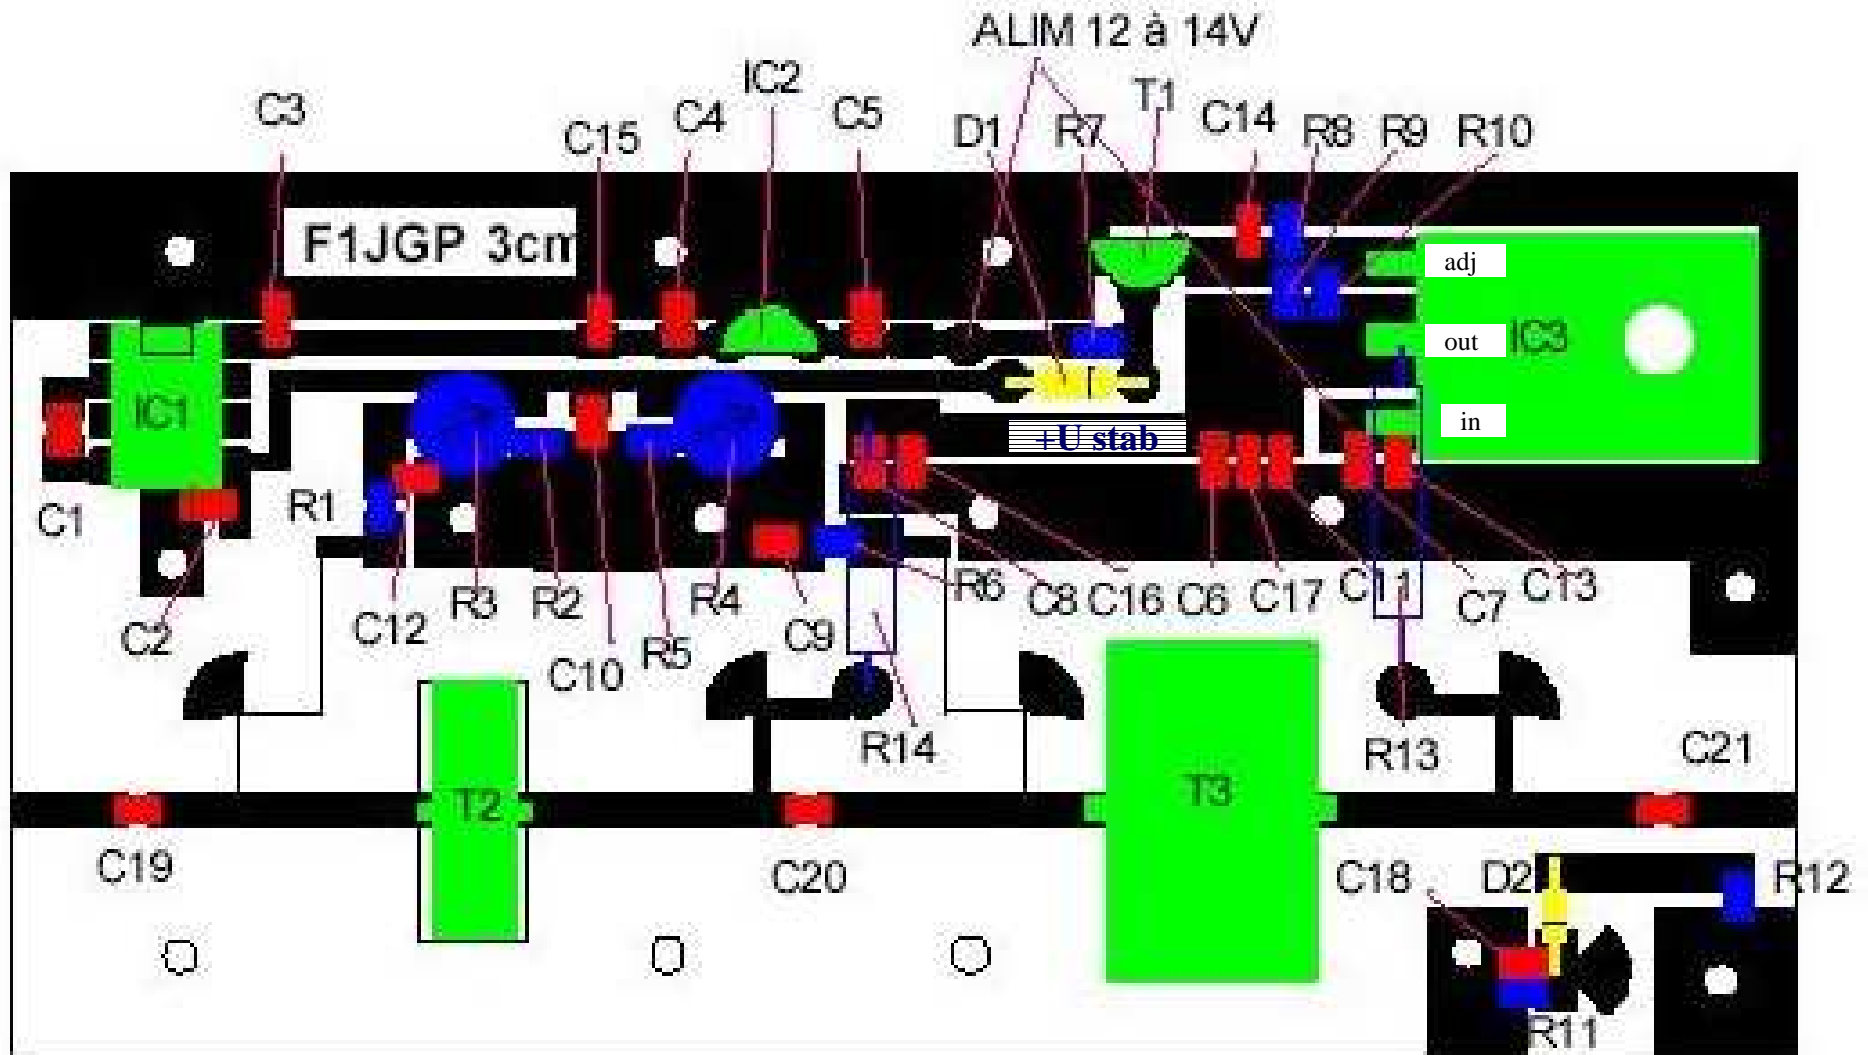 ALIM 12 à 14V
IC2
T1
C3
C15
C4
C5
D1
R7
C14
R8
R9
R10
F1JGP 3cm
adj
out
IC3
in
IC1
+U stab
C1
R1
C2
C12
R3
R2
C10
R5
R4
C9
R6
C8
C16
C6
C17
C11
C7
C13
R14
R13
C21
T2
T3
C19
C20
C18
D2
R12
R11